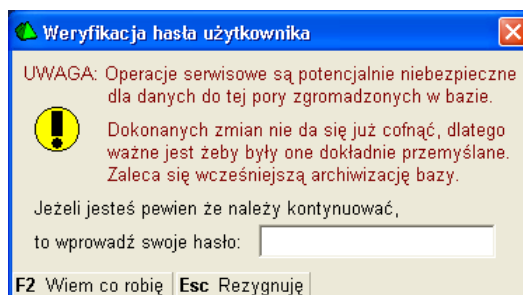 Weryfikacja hasła użytkownika
UWAGA: Operacje serwisowe są potencjalnie niebezpieczne
dla danych do tej pory zgromadzonych w bazie.
Dokonanych zmian nie da się już cofnąć, dlatego
ważne jest żeby były one dokładnie przemyślane.
Zaleca się wcześniejszą archiwizację bazy.
Jeżeli jesteś pewien że należy kontynuować,
to wprowadź swoje hasło:
F2 Wiem co robię Esc Rezygnuję